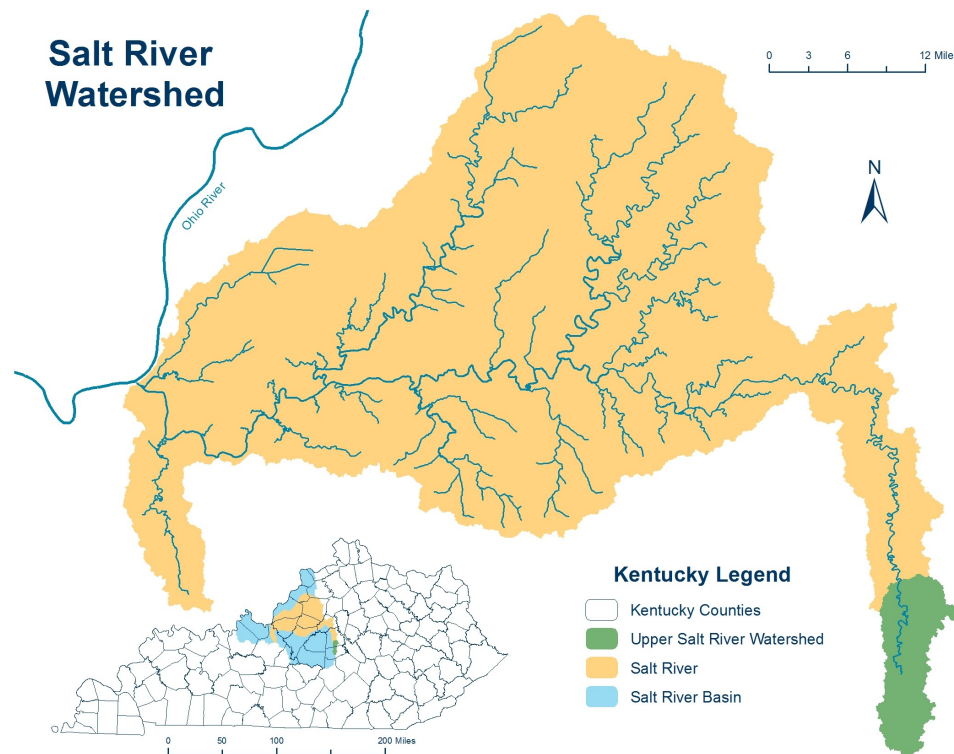 Salt River
Watershed
0 3 6 12 Mile
N
Ohio River
Kentucky Legend
Kentucky Counties
Upper Salt River Watershed
Salt River
Salt River Basin
0 50 100 200 Miles